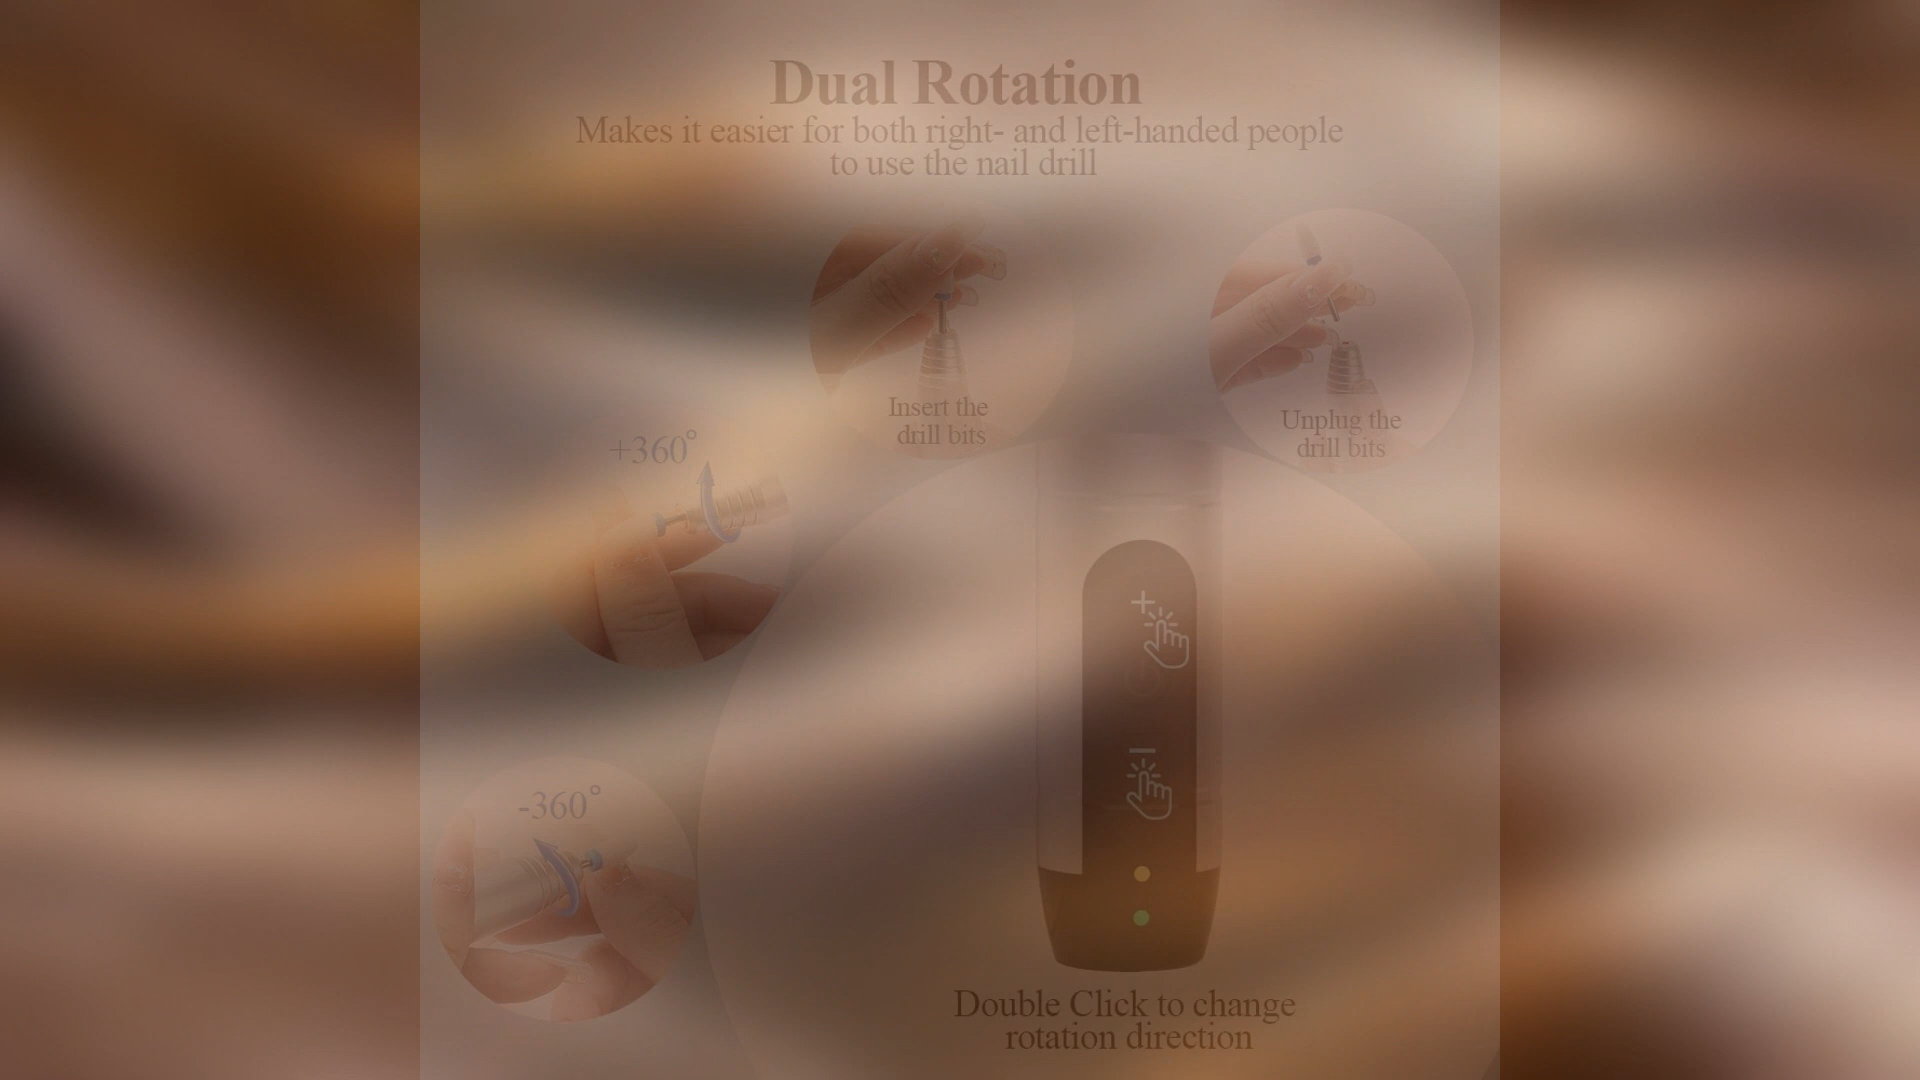 Dual Rotation
Makes it easier for both right- and left-handed people
to use the nail drill
Insert the
drill bits
Unplug the
drill bits
+360°
-360°
Double Click to change
rotation direction